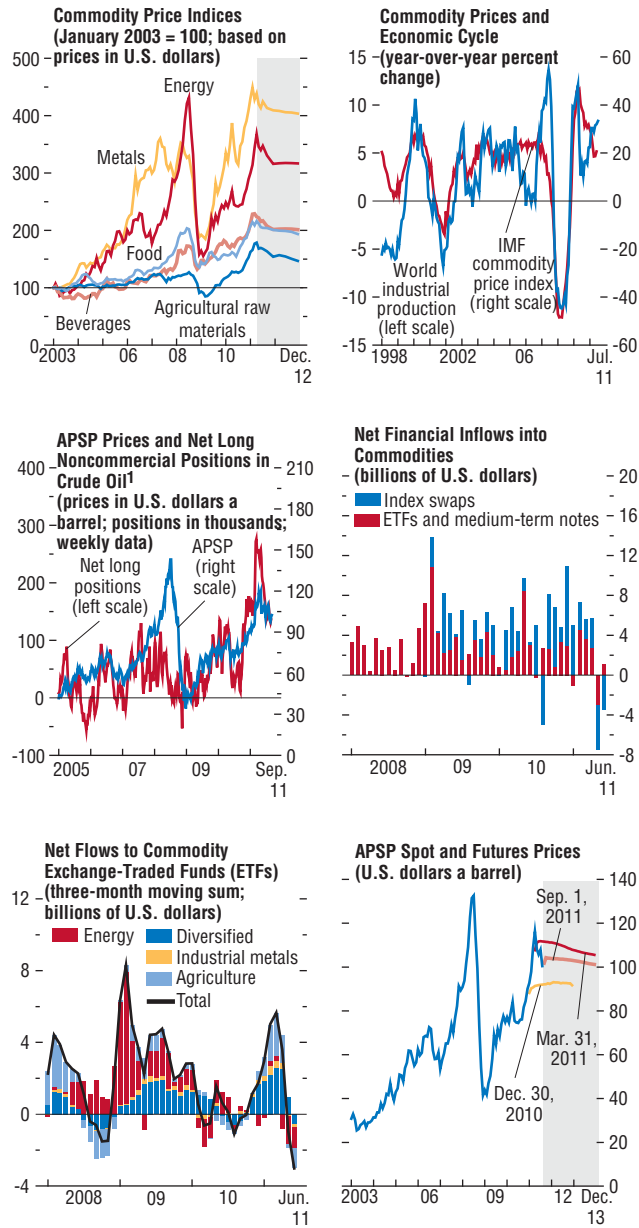 Commodity Price Indices
(January 2003 = 100; based on
prices in U.S. dollars)
500
400
300
200
100
0
Energy
Metals
Food
Beverages
Agricultural raw
materials
2003 06 08 10 Dec.
12
Commodity Prices and
Economic Cycle
(year-over-year percent
change)
15
10
5
0
-5
-10
-15
60
40
20
0
-20
-40
-60
World
industrial
production
(left scale)
IMF
commodity
price index
(right scale)
1998 2002 06 Jul.
11
APSP Prices and Net Long
Noncommercial Positions in
Crude Oil1
(prices in U.S. dollars a
barrel; positions in thousands;
weekly data)
400
300
200
100
0
-100
210
180
150
120
90
60
30
0
Net long
positions
(left scale)
APSP
(right
scale)
2005 07 09 Sep.
11
Net Financial Inflows into
Commodities
(billions of U.S. dollars)
Index swaps
ETFs and medium-term notes
20
16
12
8
4
0
-4
-8
2008 09 10 Jun.
11
Net Flows to Commodity
Exchange-Traded Funds (ETFs)
(three-month moving sum;
billions of U.S. dollars)
Energy
Diversified
Industrial metals
Agriculture
Total
12
8
4
0
-4
2008 09 10 Jun.
11
APSP Spot and Futures Prices
(U.S. dollars a barrel)
140
120
100
80
60
40
20
0
Sep. 1,
2011
Mar. 31,
2011
Dec. 30,
2010
2003 06 09 12 Dec.
13